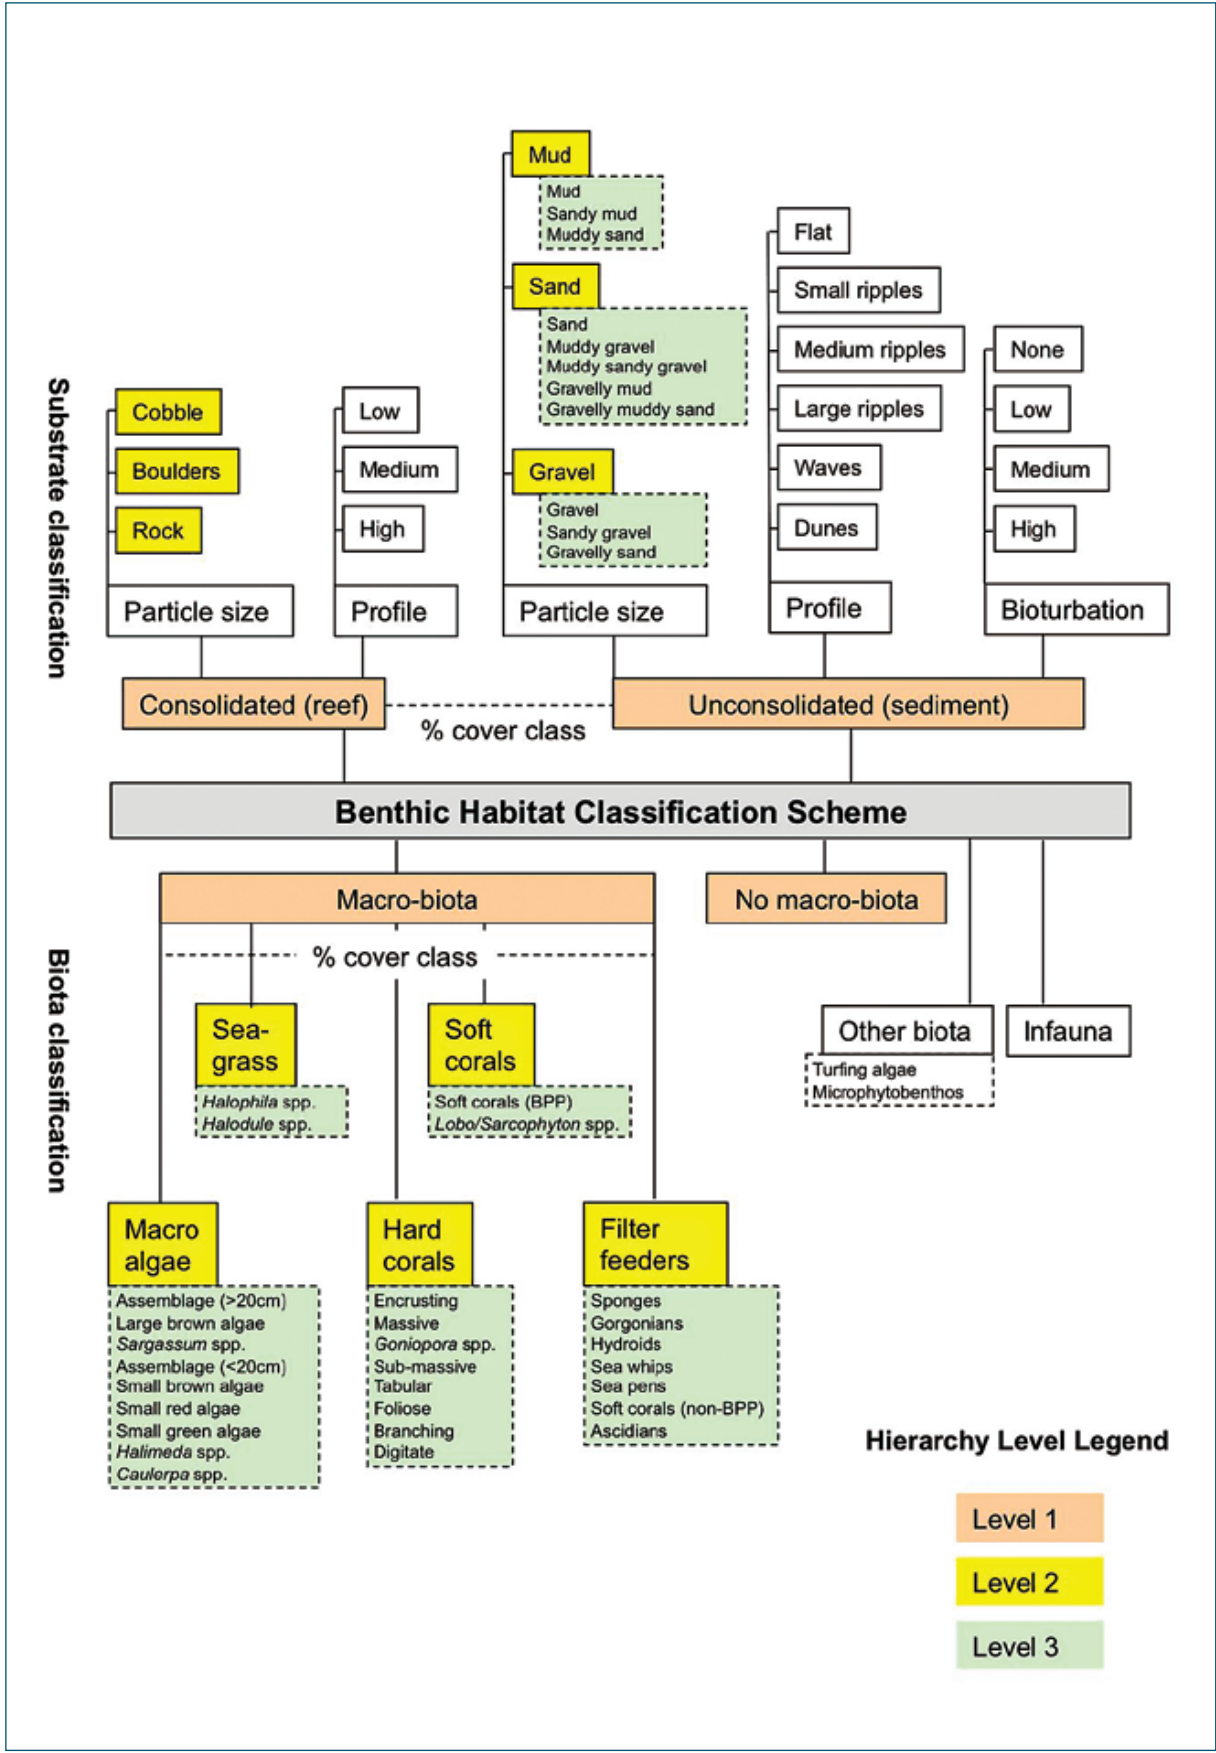 Substrate classification
Mud
Mud
Sandy mud
Muddy sand
Sand
Sand
Muddy gravel
Muddy sandy gravel
Gravelly mud
Gravelly muddy sand
Gravel
Gravel
Sandy gravel
Gravelly sand
Flat
Small ripples
Medium ripples
Large ripples
Waves
Dunes
None
Low
Medium
High
Cobble
Boulders
Rock
Low
Medium
High
Particle size
Profile
Particle size
Profile
Bioturbation
Consolidated (reef)
% cover class
Unconsolidated (sediment)
Benthic Habitat Classification Scheme
Biota classification
Macro-biota
No macro-biota
% cover class
Sea-
grass
Halophila spp.
Halodule spp.
Soft
corals
Soft corals (BPP)
Lobo/Sarcophyton spp.
Other biota
Turfing algae
Microphytobenthos
Infauna
Macro
algae
Assemblage (>20cm)
Large brown algae
Sargassum spp.
Assemblage (<20cm)
Small brown algae
Small red algae
Small green algae
Halimeda spp.
Caulerpa spp.
Hard
corals
Encrusting
Massive
Goniopora spp.
Sub-massive
Tabular
Foliose
Branching
Digitate
Filter
feeders
Sponges
Gorgonians
Hydroids
Sea whips
Sea pens
Soft corals (non-BPP)
Ascidians
Hierarchy Level Legend
Level 1
Level 2
Level 3